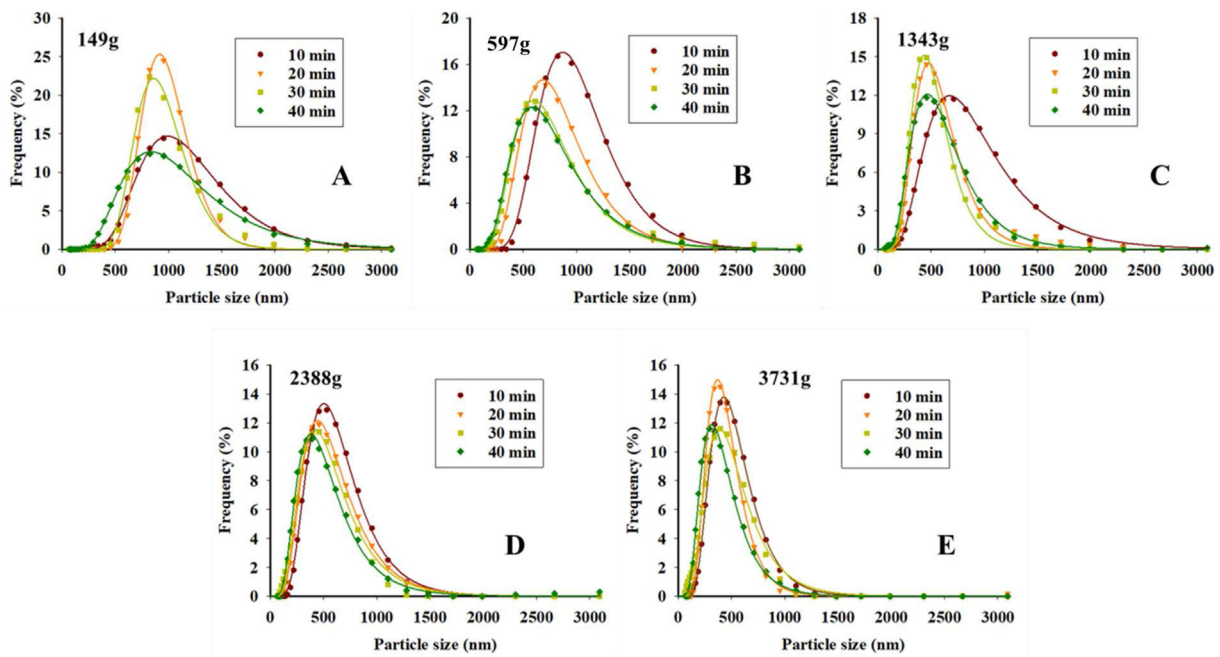 149g
30
25
20
15
10
5
0
Frequency (%)
10 min
20 min
30 min
40 min
A
0 500 1000 1500 2000 2500 3000
Particle size (nm)
597g
20
16
12
8
4
0
Frequency (%)
10 min
20 min
30 min
40 min
B
0 500 1000 1500 2000 2500 3000
Particle size (nm)
1343g
18
15
12
9
6
3
0
Frequency (%)
10 min
20 min
30 min
40 min
C
0 500 1000 1500 2000 2500 3000
Particle size (nm)
2388g
16
14
12
10
8
6
4
2
0
Frequency (%)
10 min
20 min
30 min
40 min
D
0 500 1000 1500 2000 2500 3000
Particle size (nm)
3731g
16
14
12
10
8
6
4
2
0
Frequency (%)
10 min
20 min
30 min
40 min
E
0 500 1000 1500 2000 2500 3000
Particle size (nm)